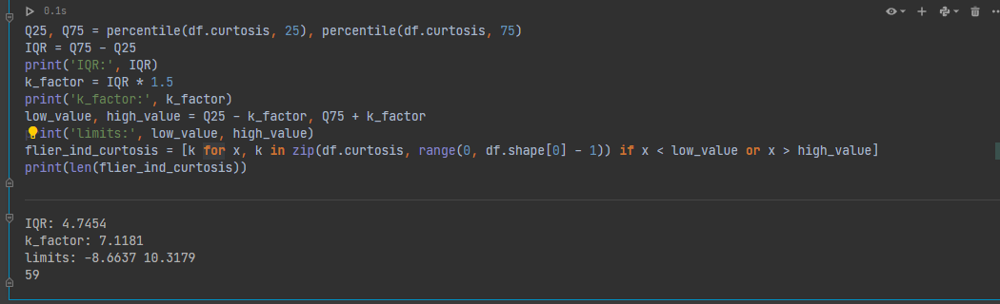 0.1s
Q25, Q75 = percentile(df.curtosis, 25), percentile(df.curtosis, 75)
IQR = Q75 - Q25
print('IQR:', IQR)
k_factor = IQR * 1.5
print('k_factor:', k_factor)
low_value, high_value = Q25 - k_factor, Q75 + k_factor
int('limits:', low_value, high_value)
flier_ind_curtosis = [k for x, k in zip(df.curtosis, range(0, df.shape[0] - 1)) if x < low_value or x > high_value]
print(len(flier_ind_curtosis))
IQR: 4.7454
k_factor: 7.1181
limits: -8.6637 10.3179
59